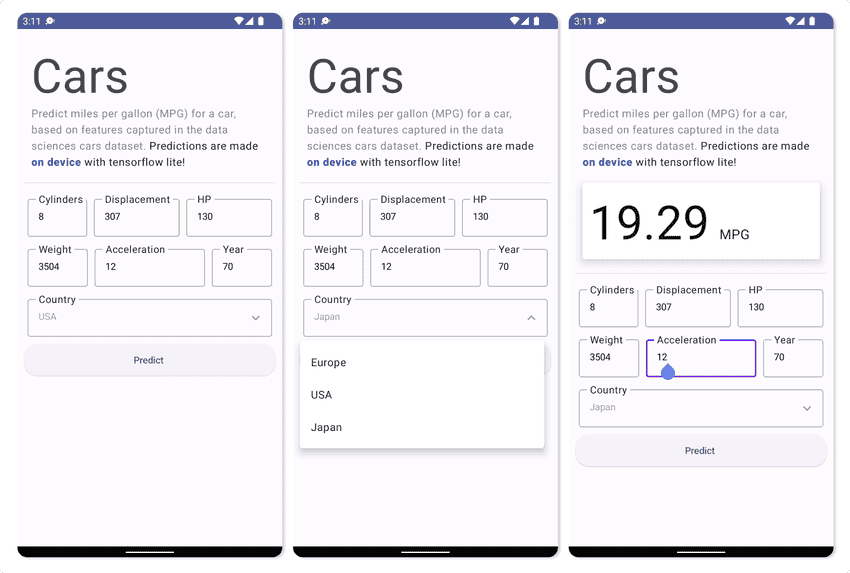 3:11
Cars
Predict miles per gallon (MPG) for a car,
based on features captured in the data
sciences cars dataset. Predictions are made
on device with tensorflow lite!
Cylinders Displacement HP
8 307 130
Weight Acceleration Year
3504 12 70
Country
USA
Predict
3:11
Cars
Predict miles per gallon (MPG) for a car,
based on features captured in the data
sciences cars dataset. Predictions are made
on device with tensorflow lite!
Cylinders Displacement HP
8 307 130
Weight Acceleration Year
3504 12 70
Country
Japan
Europe
USA
Japan
3:11
Cars
Predict miles per gallon (MPG) for a car,
based on features captured in the data
sciences cars dataset. Predictions are made
on device with tensorflow lite!
19.29 MPG
Cylinders Displacement HP
8 307 130
Weight Acceleration Year
3504 12 70
Country
Japan
Predict